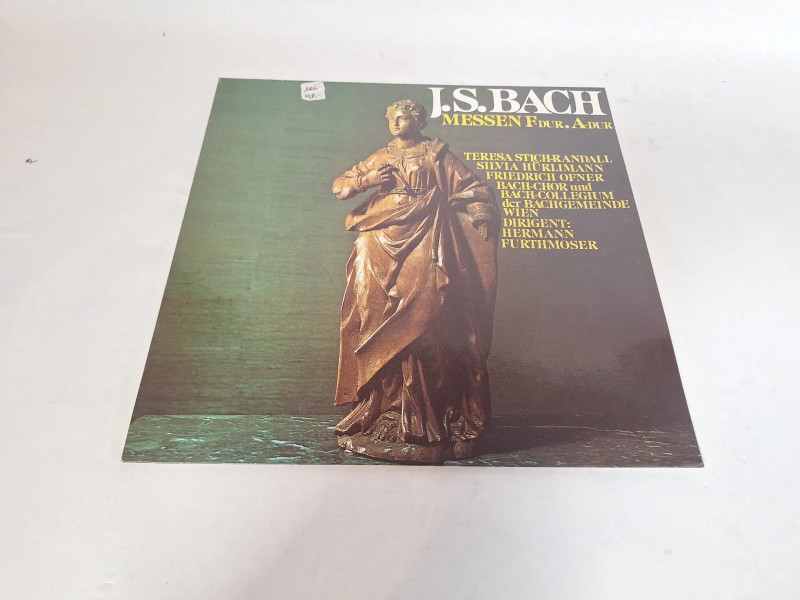 J.S.BACH
MESSEN F-DUR. A-DUR
TERESA STICH-RANDALL
SILVIA HÜRLIMANN
FRIEDRICH OFNER
BACH-CHOR und
BACH-COLLEGIUM
der BACHGEMEINDE
WIEN
DIRIGENT:
HERMANN
FURTHMOSER